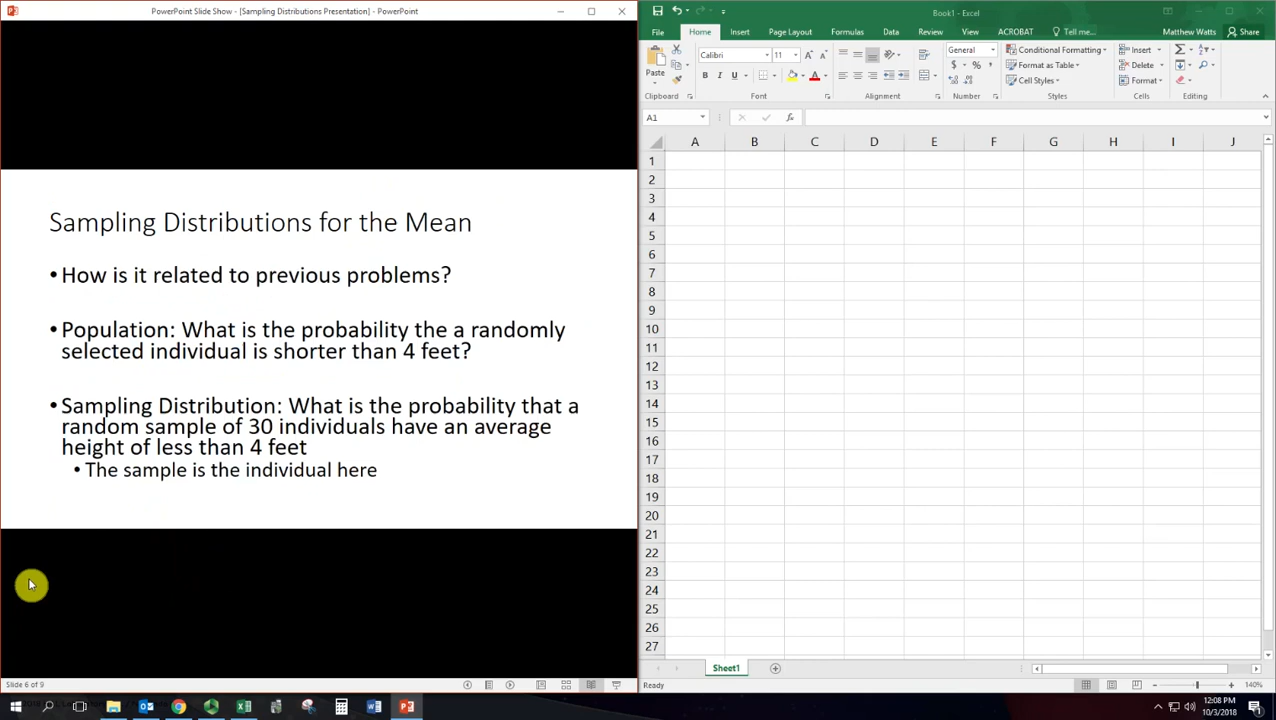 PowerPoint Slide Show - [Sampling Distributions Presentation] - PowerPoint
Sampling Distributions for the Mean
• How is it related to previous problems?
• Population: What is the probability the a randomly
selected individual is shorter than 4 feet?
• Sampling Distribution: What is the probability that a
random sample of 30 individuals have an average
height of less than 4 feet
• The sample is the individual here
Slide 6 of 9
Book1 - Excel
File Home Insert Page Layout Formulas Data Review View ACROBAT Tell me... Matthew Watts Share
Paste
Calibri 11
B I U
General
$ % ,
Conditional Formatting
Format as Table
Cell Styles
Insert
Delete
Format
Clipboard Font Alignment Number Styles Cells Editing
A1
A B C D E F G H I J
1
2
3
4
5
6
7
8
9
10
11
12
13
14
15
16
17
18
19
20
21
22
23
24
25
26
27
Sheet1
Ready
140%
12:08 PM
10/3/2018